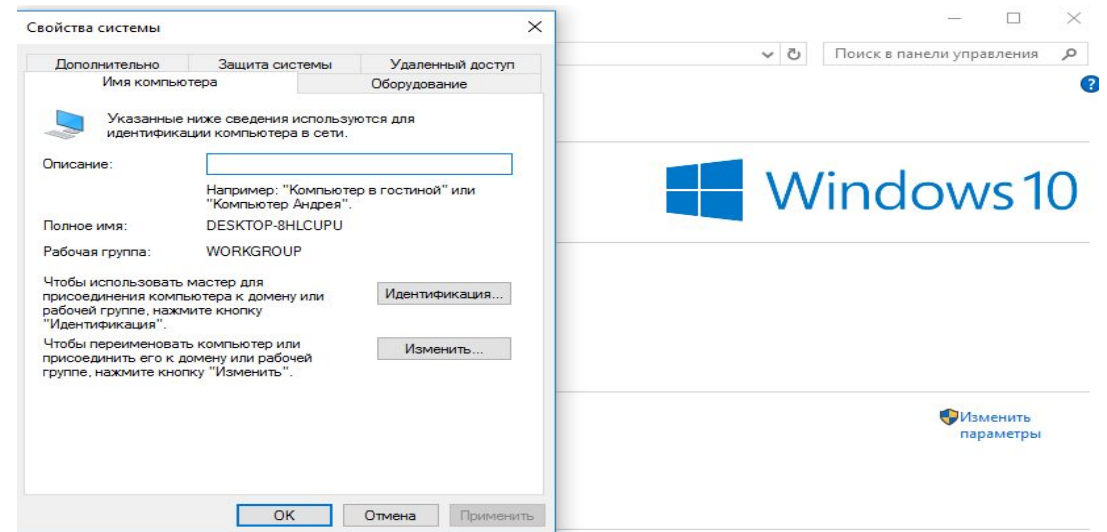 Свойства системы
Дополнительно
Защита системы
Удаленный доступ
Имя компьютера
Оборудование
Указанные ниже сведения используются для
идентификации компьютера в сети.
Описание:
Например: "Компьютер в гостиной" или
"Компьютер Андрея".
Полное имя:
DESKTOP-8HLCUPU
Рабочая группа:
WORKGROUP
Чтобы использовать мастер для
присоединения компьютера к домену или
рабочей группе, нажмите кнопку
"Идентификация".
Идентификация...
Чтобы переименовать компьютер или
присоединить его к домену или рабочей
группе, нажмите кнопку "Изменить".
Изменить...
OK
Отмена
Применить
Поиск в панели управления
?
Windows 10
Изменить
параметры